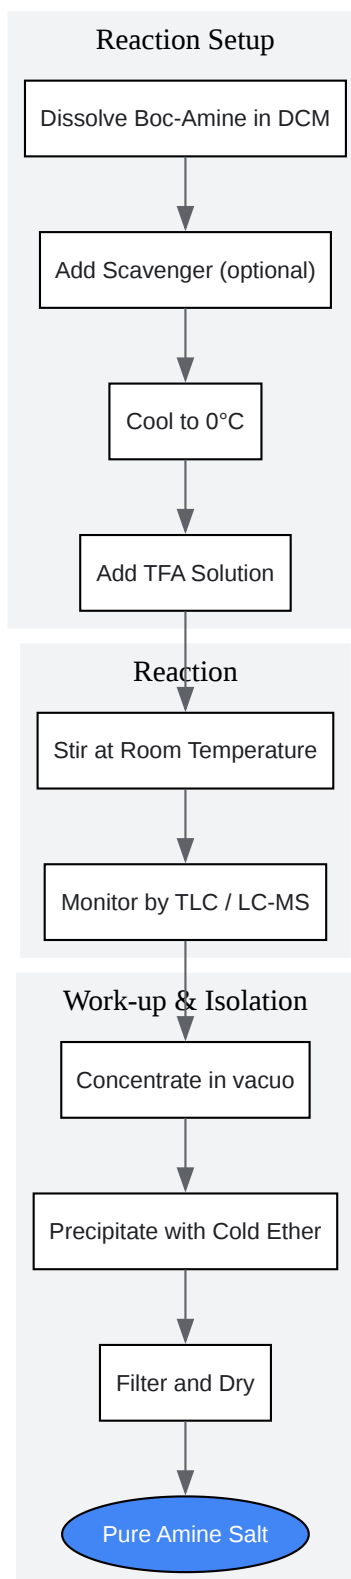 Reaction Setup
Dissolve Boc-Amine in DCM
Add Scavenger (optional)
Cool to 0°C
Add TFA Solution
Reaction
Stir at Room Temperature
Monitor by TLC / LC-MS
Work-up & Isolation
Concentrate in vacuo
Precipitate with Cold Ether
Filter and Dry
Pure Amine Salt